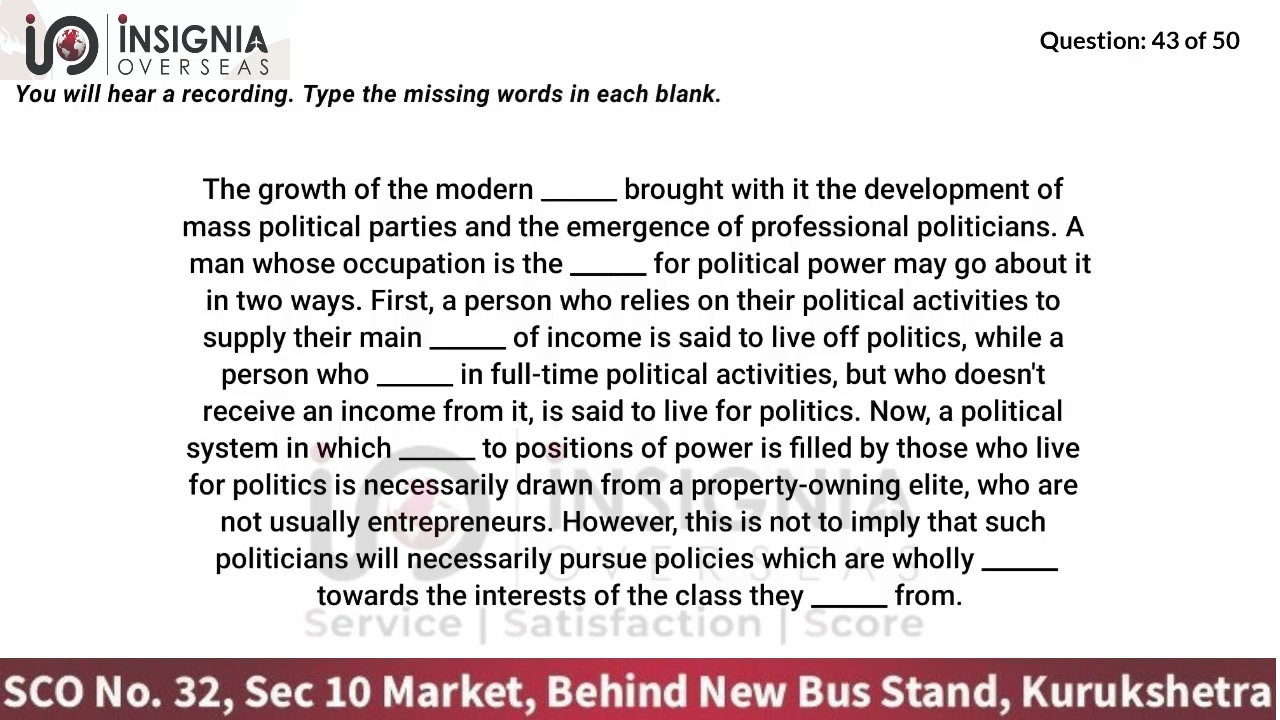 INSIGNIA
OVERSEAS
Question: 43 of 50
You will hear a recording. Type the missing words in each blank.
The growth of the modern ______ brought with it the development of
mass political parties and the emergence of professional politicians. A
man whose occupation is the ______ for political power may go about it
in two ways. First, a person who relies on their political activities to
supply their main ______ of income is said to live off politics, while a
person who ______ in full-time political activities, but who doesn't
receive an income from it, is said to live for politics. Now, a political
system in which ______ to positions of power is filled by those who live
for politics is necessarily drawn from a property-owning elite, who are
not usually entrepreneurs. However, this is not to imply that such
politicians will necessarily pursue policies which are wholly ______
towards the interests of the class they ______ from.
INSIGNIA
OVERSEAS
Service | Satisfaction | Score
SCO No. 32, Sec 10 Market, Behind New Bus Stand, Kurukshetra